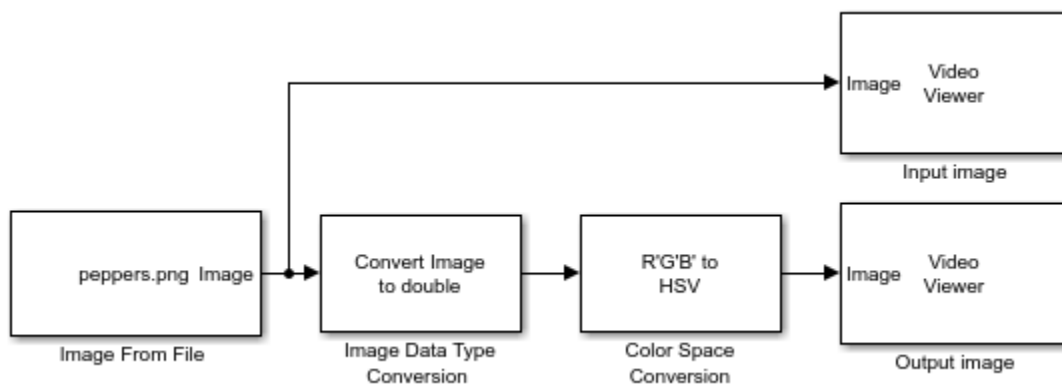 Image
Video
Viewer
Input image
peppers.png Image
Image From File
Convert Image
to double
Image Data Type
Conversion
R'G'B' to
HSV
Color Space
Conversion
Image
Video
Viewer
Output image